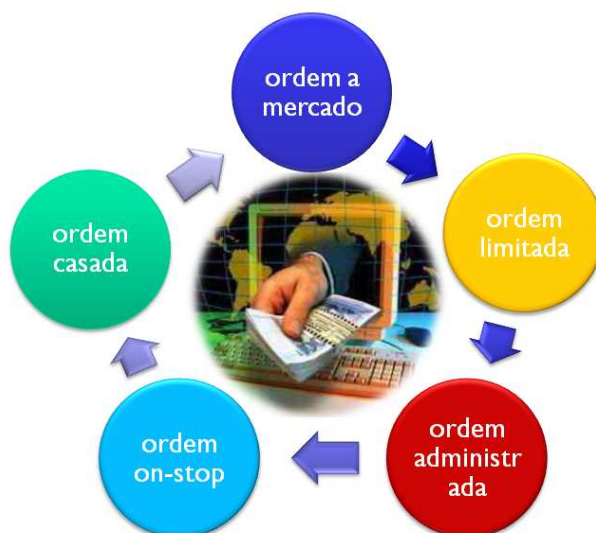 ordem a
mercado
ordem
limitada
ordem
administr
ada
ordem
on-stop
ordem
casada